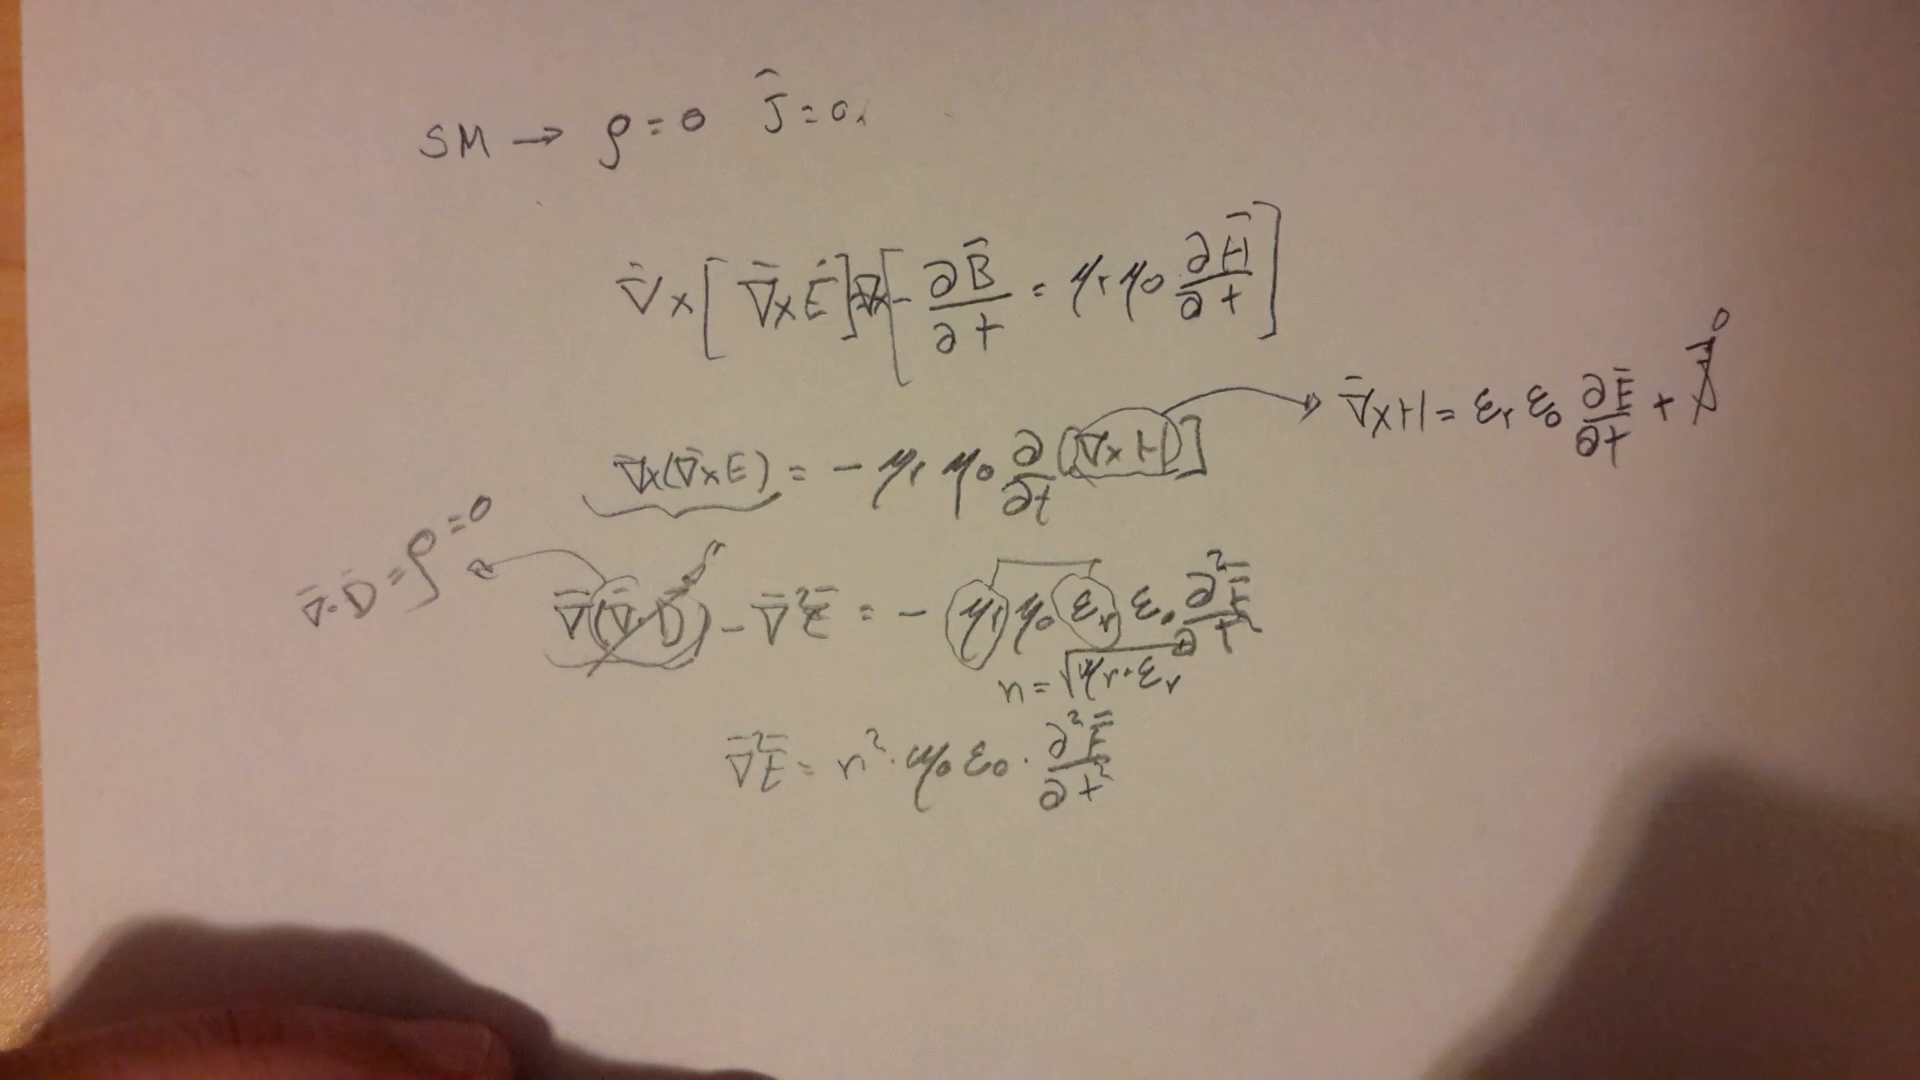 SM → ρ = 0 J̄ = 0,
∇̄ × [ ∇̄ × Ē ] = ∇× [ - ∂B̄/∂t = μr μ0 ∂H̄/∂t ]
∇̄ × H = εr ε0 ∂Ē/∂t + J̄ 0
∇×(∇̄×E) = - μr μ0 ∂/∂t [∇×H]
∇̄·D̄ = ρ = 0
∇̄(∇̄·D̄) - ∇̄²Ē = - μr μ0 εr ε0 ∂²Ē/∂t²
n = √μr·εr
∇̄²Ē = n²·μ0 ε0 · ∂²Ē/∂t²